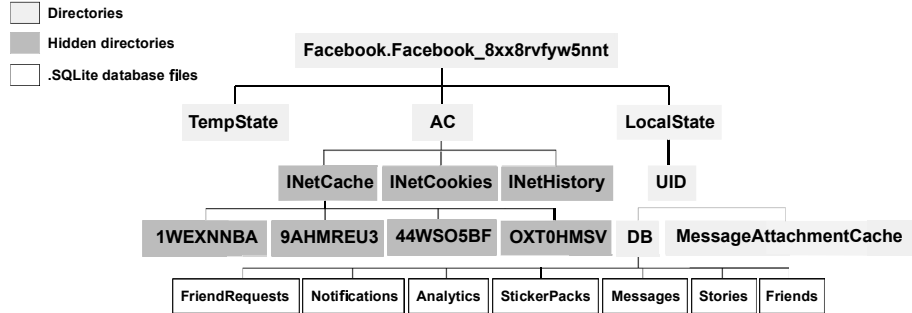 Directories
Hidden directories
.SQLite database files
Facebook.Facebook_8xx8rvfyw5nnt
TempState AC LocalState
INetCache INetCookies INetHistory UID
1WEXNNBA 9AHMREU3 44WSO5BF OXT0HMSV DB MessageAttachmentCache
FriendRequests Notifications Analytics StickerPacks Messages Stories Friends